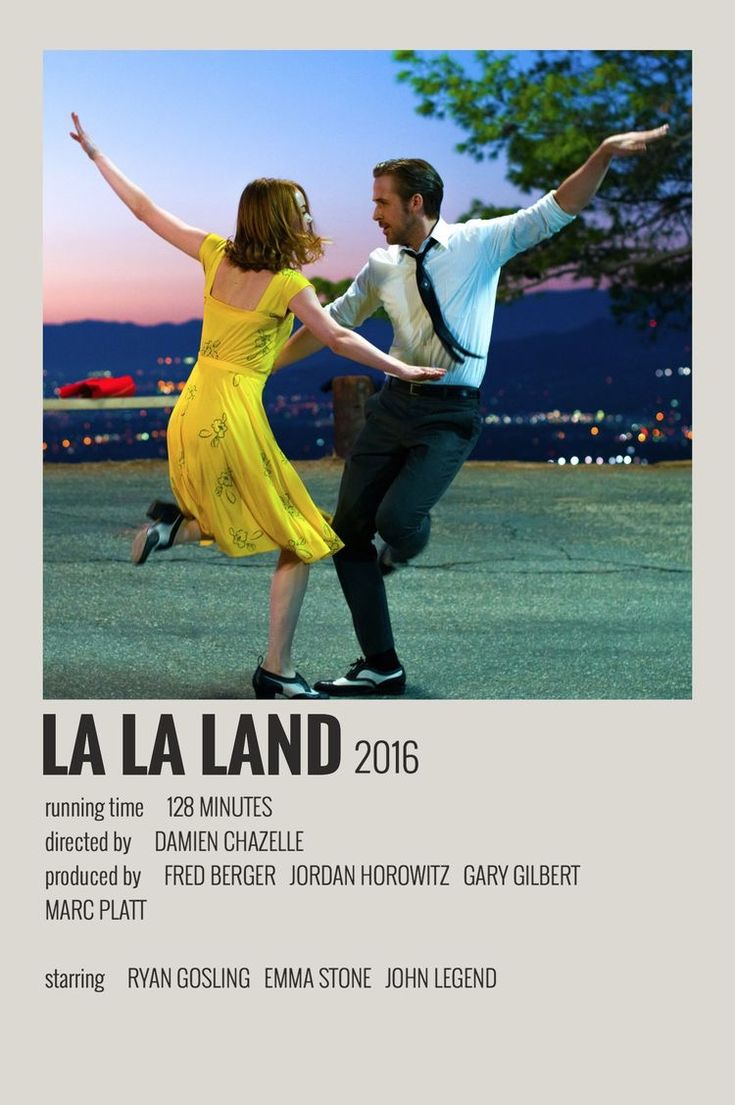 LA LA LAND 2016
running time 128 MINUTES
directed by DAMIEN CHAZELLE
produced by FRED BERGER JORDAN HOROWITZ GARY GILBERT
MARC PLATT
starring RYAN GOSLING EMMA STONE JOHN LEGEND